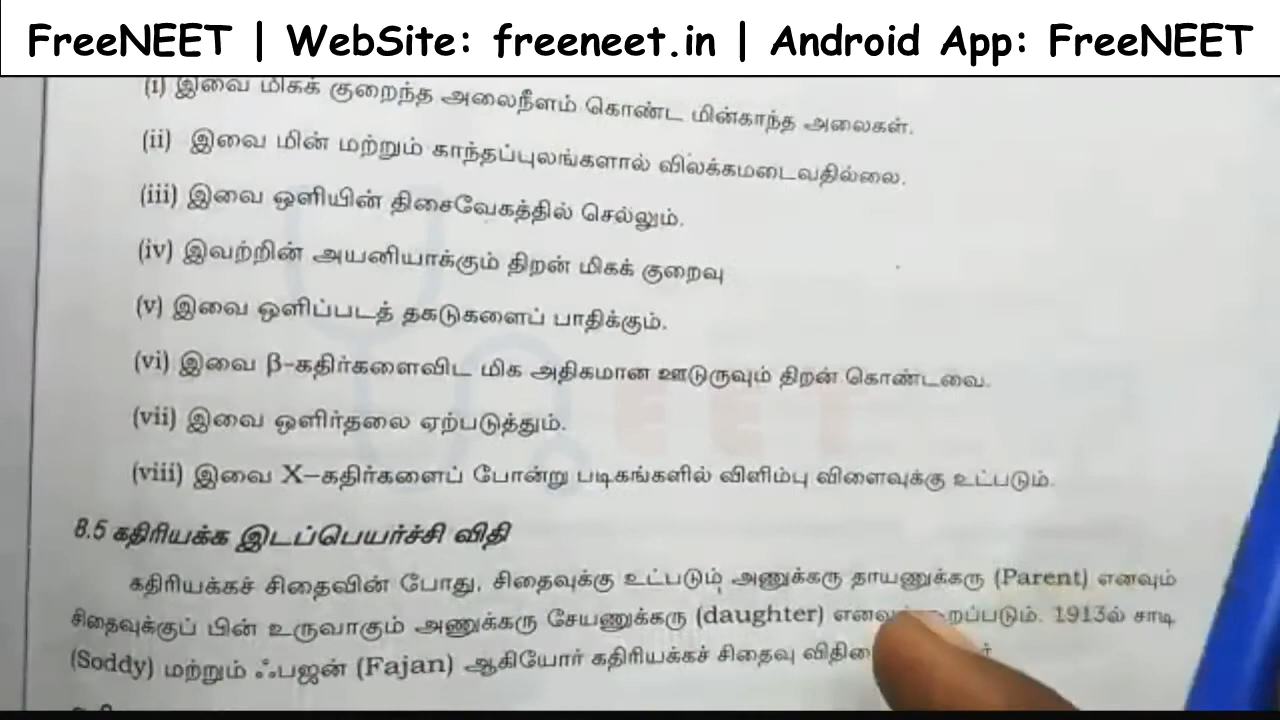 FreeNEET | WebSite: freeneet.in | Android App: FreeNEET
(i) இவை மிகக் குறைந்த அலைநீளம் கொண்ட மின்காந்த அலைகள்.
(ii) இவை மின் மற்றும் காந்தப்புலங்களால் விலக்கமடைவதில்லை.
(iii) இவை ஒளியின் திசைவேகத்தில் செல்லும்.
(iv) இவற்றின் அயனியாக்கும் திறன் மிகக் குறைவு
(v) இவை ஒளிப்படத் தகடுகளைப் பாதிக்கும்.
(vi) இவை β-கதிர்களைவிட மிக அதிகமான ஊடுருவும் திறன் கொண்டவை.
(vii) இவை ஒளிர்தலை ஏற்படுத்தும்.
(viii) இவை X-கதிர்களைப் போன்று படிகங்களில் விளிம்பு விளைவுக்கு உட்படும்.
8.5 கதிரியக்க இடப்பெயர்ச்சி விதி
கதிரியக்கச் சிதைவின் போது, சிதைவுக்கு உட்படும் அணுக்கரு தாயணுக்கரு (Parent) எனவும்
சிதைவுக்குப் பின் உருவாகும் அணுக்கரு சேயணுக்கரு (daughter) 1913ல் சாடி
(Soddy) மற்றும் ஃபஜன் (Fajan) ஆகியோர் கதிரியக்கச் சிதைவு